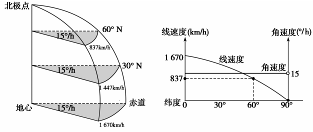 北极点
60°N
15°/h
837km/h
30°N
15°/h
1 447km/h
15°/h
地心
赤道
1 670km/h
线速度(km/h)
角速度(°/h)
1 670
线速度
角速度
837
15
纬度 0 30° 60° 90°